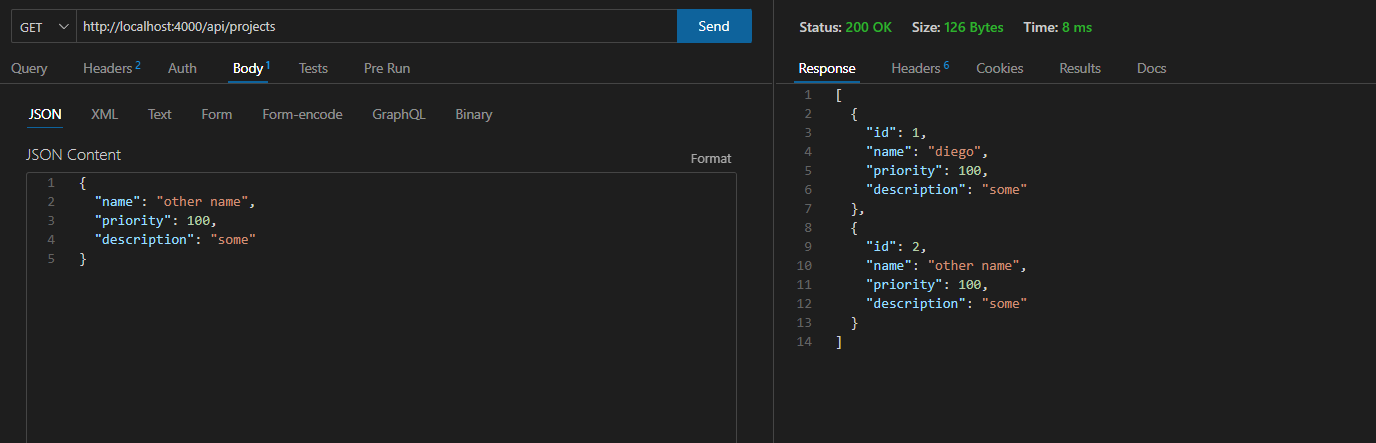 GET http://localhost:4000/api/projects Send
Query Headers 2 Auth Body 1 Tests Pre Run
JSON XML Text Form Form-encode GraphQL Binary
JSON Content
Format
1 {
2 "name": "other name",
3 "priority": 100,
4 "description": "some"
5 }
Status: 200 OK Size: 126 Bytes Time: 8 ms
Response Headers 6 Cookies Results Docs
1 [
2 {
3 "id": 1,
4 "name": "diego",
5 "priority": 100,
6 "description": "some"
7 },
8 {
9 "id": 2,
10 "name": "other name",
11 "priority": 100,
12 "description": "some"
13 }
14 ]